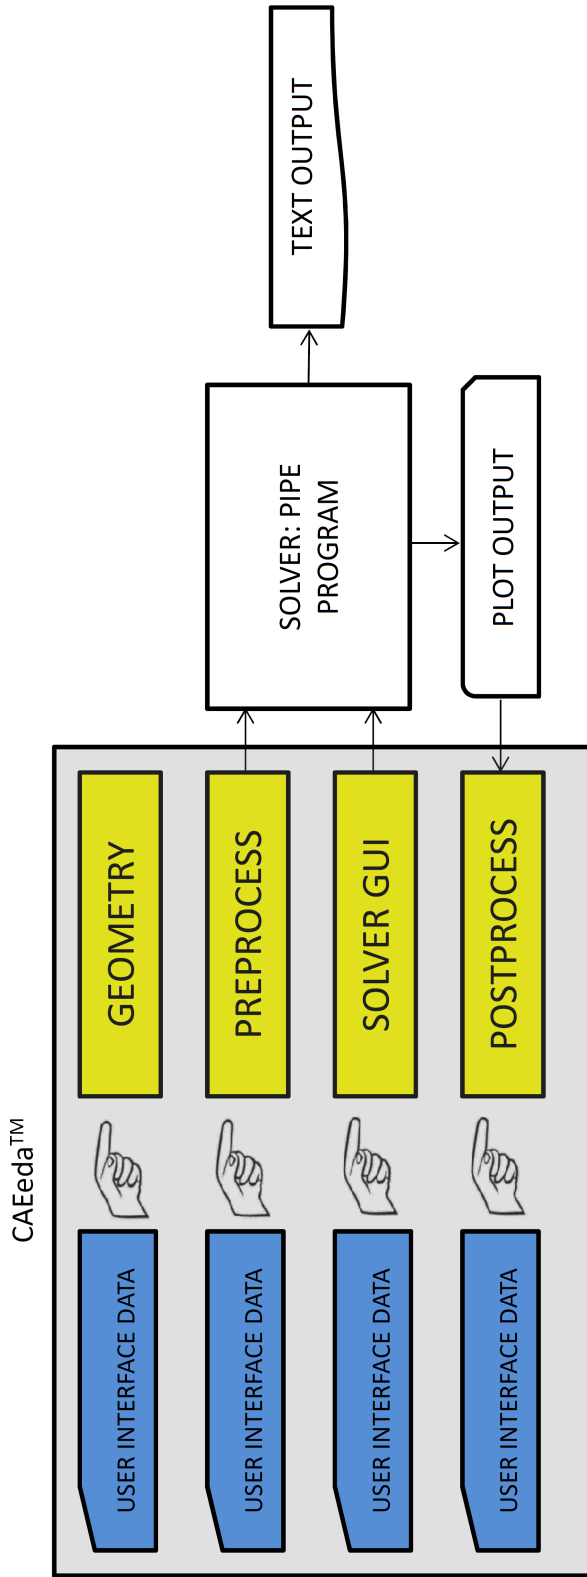 CAEeda™
USER INTERFACE DATA
GEOMETRY
USER INTERFACE DATA
PREPROCESS
USER INTERFACE DATA
SOLVER GUI
USER INTERFACE DATA
POSTPROCESS
SOLVER: PIPE
PROGRAM
TEXT OUTPUT
PLOT OUTPUT